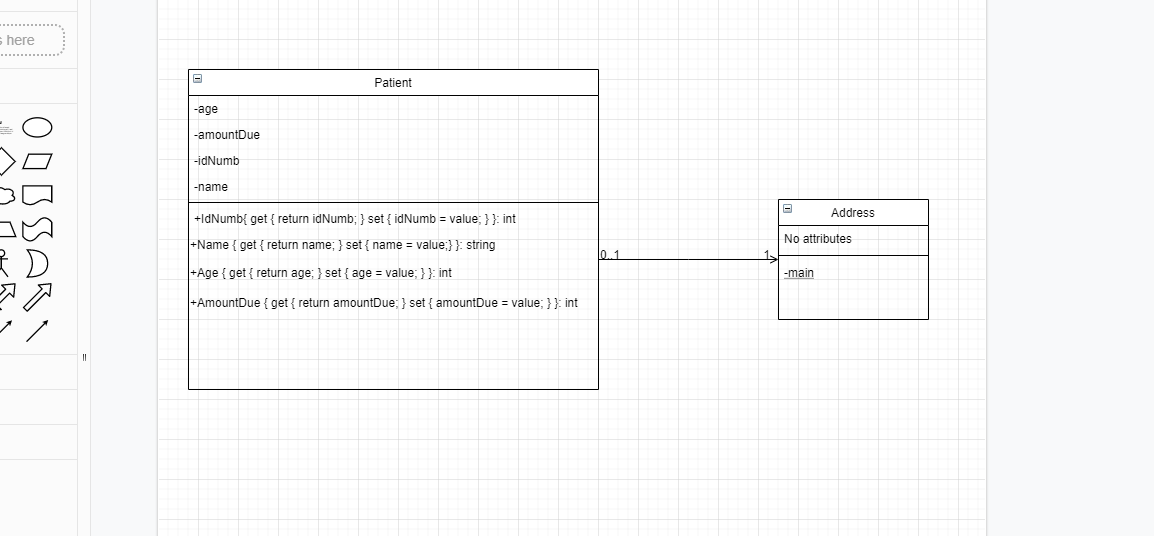 s here
Patient
-age
-amountDue
-idNumb
-name
+IdNumb{ get { return idNumb; } set { idNumb = value; } }: int
+Name { get { return name; } set { name = value;} }: string
+Age { get { return age; } set { age = value; } }: int
+AmountDue { get { return amountDue; } set { amountDue = value; } }: int
0..1
1
Address
No attributes
-main